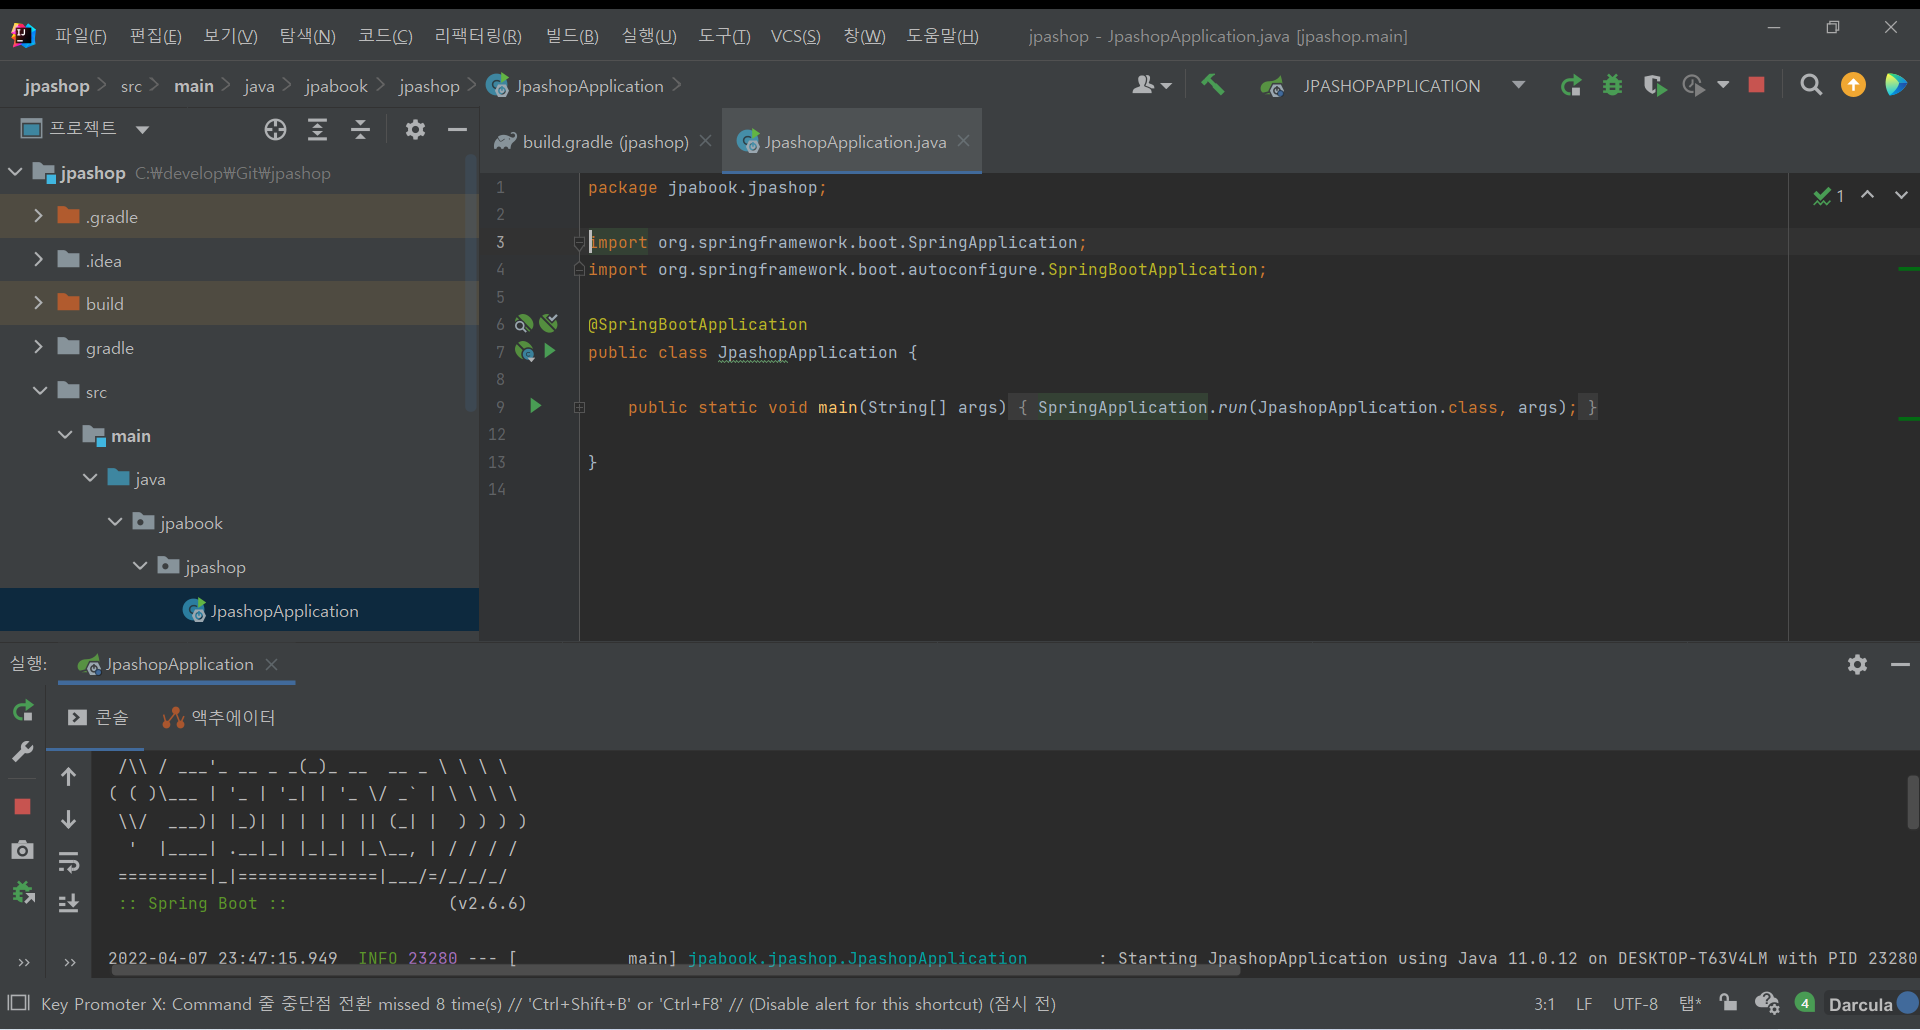 파일(F) 편집(E) 보기(V) 탐색(N) 코드(C) 리팩터링(R) 빌드(B) 실행(U) 도구(T) VCS(S) 창(W) 도움말(H) jpashop - JpashopApplication.java [jpashop.main]
jpashop src main java jpabook jpashop JpashopApplication JPASHOPAPPLICATION
프로젝트
build.gradle (jpashop) JpashopApplication.java
jpashop C:₩develop₩Git₩jpashop
.gradle
.idea
build
gradle
src
main
java
jpabook
jpashop
JpashopApplication
1 package jpabook.jpashop;
2
3 import org.springframework.boot.SpringApplication;
4 import org.springframework.boot.autoconfigure.SpringBootApplication;
5
6 @SpringBootApplication
7 public class JpashopApplication {
8
9 public static void main(String[] args) { SpringApplication.run(JpashopApplication.class, args); }
12
13 }
14
1
실행: JpashopApplication
콘솔 액추에이터
 /\\ / ___'_ __ _ _(_)_ __  __ _ \ \ \ \
( ( )\___ | '_ | '_| | '_ \/ _` | \ \ \ \
 \\/  ___)| |_)| | | | | || (_| |  ) ) ) )
  '  |____| .__|_| |_|_| |_\__, | / / / /
 =========|_|==============|___/=/_/_/_/
 :: Spring Boot ::                (v2.6.6)
2022-04-07 23:47:15.949  INFO 23280 --- [           main] jpabook.jpashop.JpashopApplication       : Starting JpashopApplication using Java 11.0.12 on DESKTOP-T63V4LM with PID 23280
Key Promoter X: Command 줄 중단점 전환 missed 8 time(s) // 'Ctrl+Shift+B' or 'Ctrl+F8' // (Disable alert for this shortcut) (잠시 전) 3:1 LF UTF-8 탭* 4 Darcula